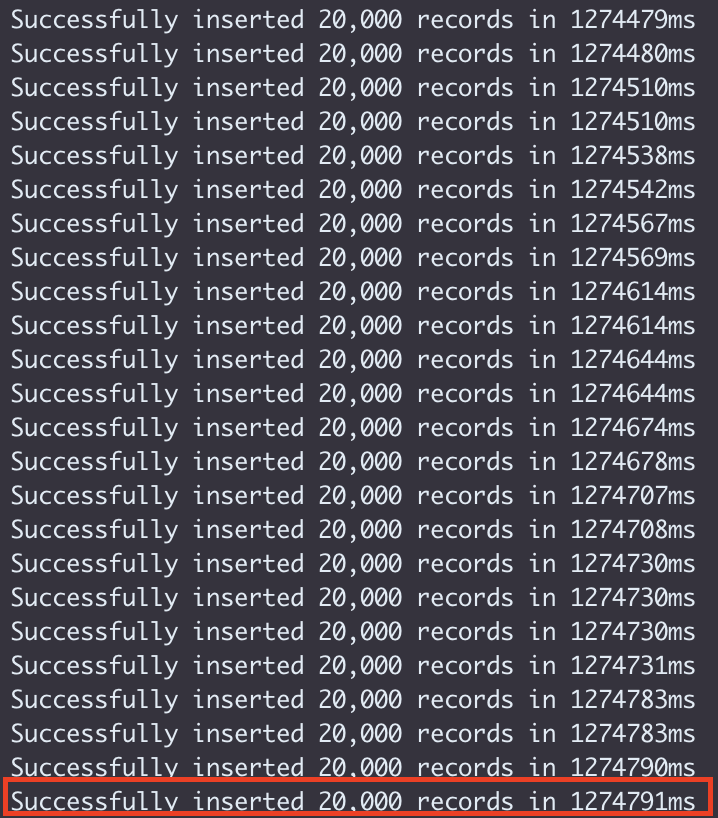 Successfully inserted 20,000 records in 1274479ms
Successfully inserted 20,000 records in 1274480ms
Successfully inserted 20,000 records in 1274510ms
Successfully inserted 20,000 records in 1274510ms
Successfully inserted 20,000 records in 1274538ms
Successfully inserted 20,000 records in 1274542ms
Successfully inserted 20,000 records in 1274567ms
Successfully inserted 20,000 records in 1274569ms
Successfully inserted 20,000 records in 1274614ms
Successfully inserted 20,000 records in 1274614ms
Successfully inserted 20,000 records in 1274644ms
Successfully inserted 20,000 records in 1274644ms
Successfully inserted 20,000 records in 1274674ms
Successfully inserted 20,000 records in 1274678ms
Successfully inserted 20,000 records in 1274707ms
Successfully inserted 20,000 records in 1274708ms
Successfully inserted 20,000 records in 1274730ms
Successfully inserted 20,000 records in 1274730ms
Successfully inserted 20,000 records in 1274730ms
Successfully inserted 20,000 records in 1274731ms
Successfully inserted 20,000 records in 1274783ms
Successfully inserted 20,000 records in 1274783ms
Successfully inserted 20,000 records in 1274790ms
Successfully inserted 20,000 records in 1274791ms